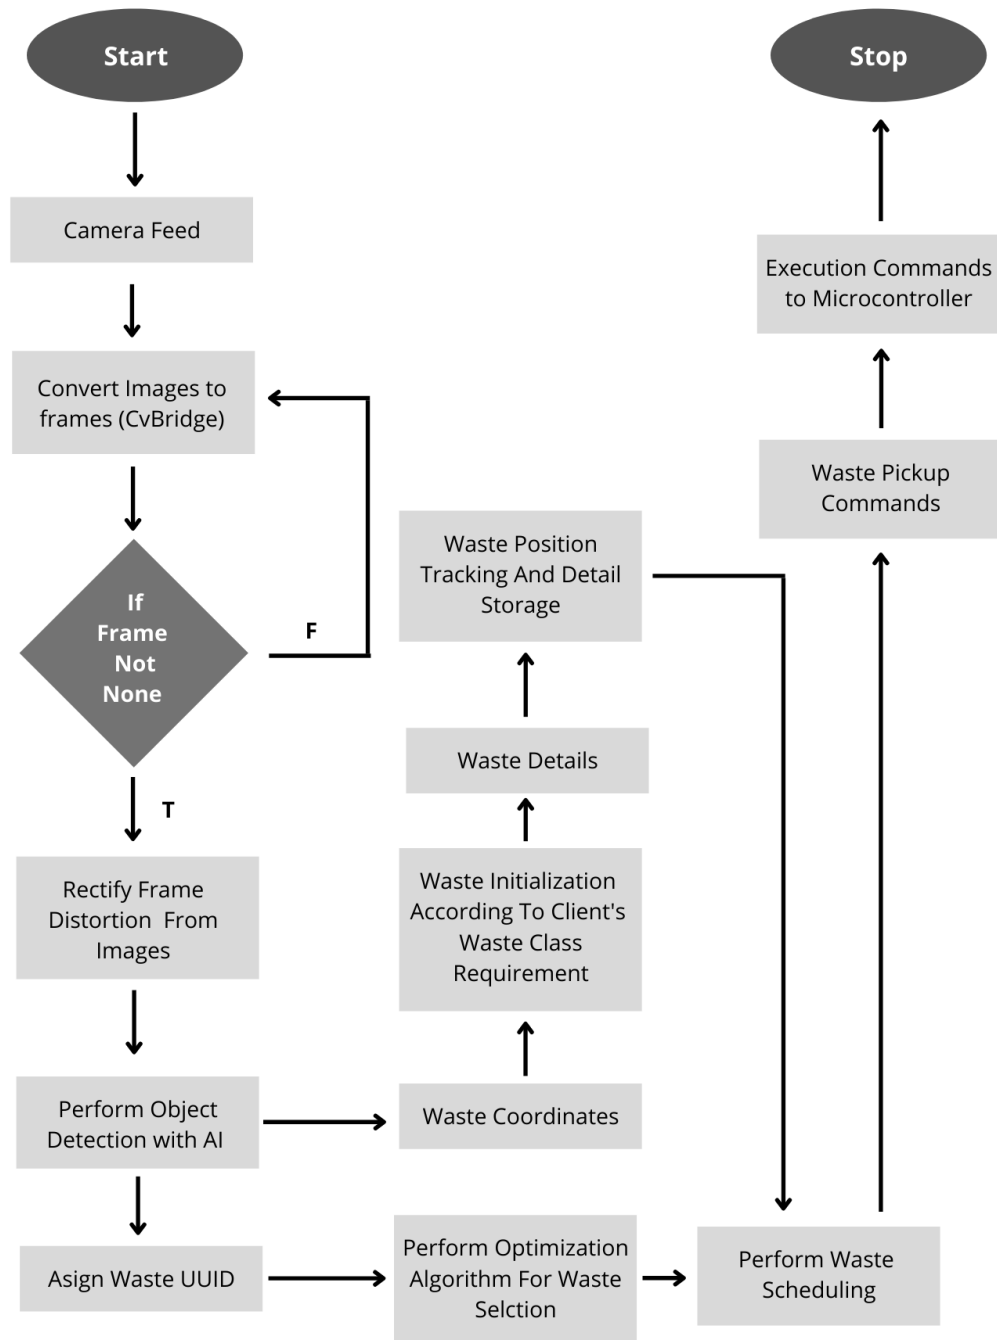 Start
Camera Feed
Convert Images to
frames (CvBridge)
If
Frame
Not
None
F
T
Rectify Frame
Distortion From
Images
Perform Object
Detection with AI
Asign Waste UUID
Waste Position
Tracking And Detail
Storage
Waste Details
Waste Initialization
According To Client's
Waste Class
Requirement
Waste Coordinates
Perform Optimization
Algorithm For Waste
Selction
Perform Waste
Scheduling
Waste Pickup
Commands
Execution Commands
to Microcontroller
Stop